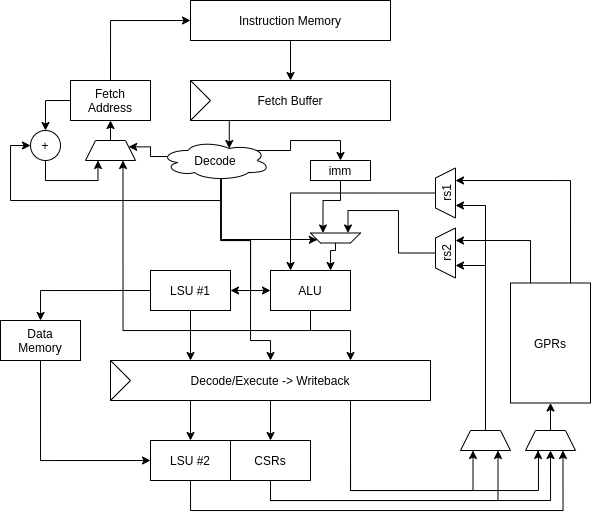 Instruction Memory
Fetch
Address
Fetch Buffer
+
Decode
imm
rs1
rs2
LSU #1
ALU
Data
Memory
GPRs
Decode/Execute -> Writeback
LSU #2
CSRs